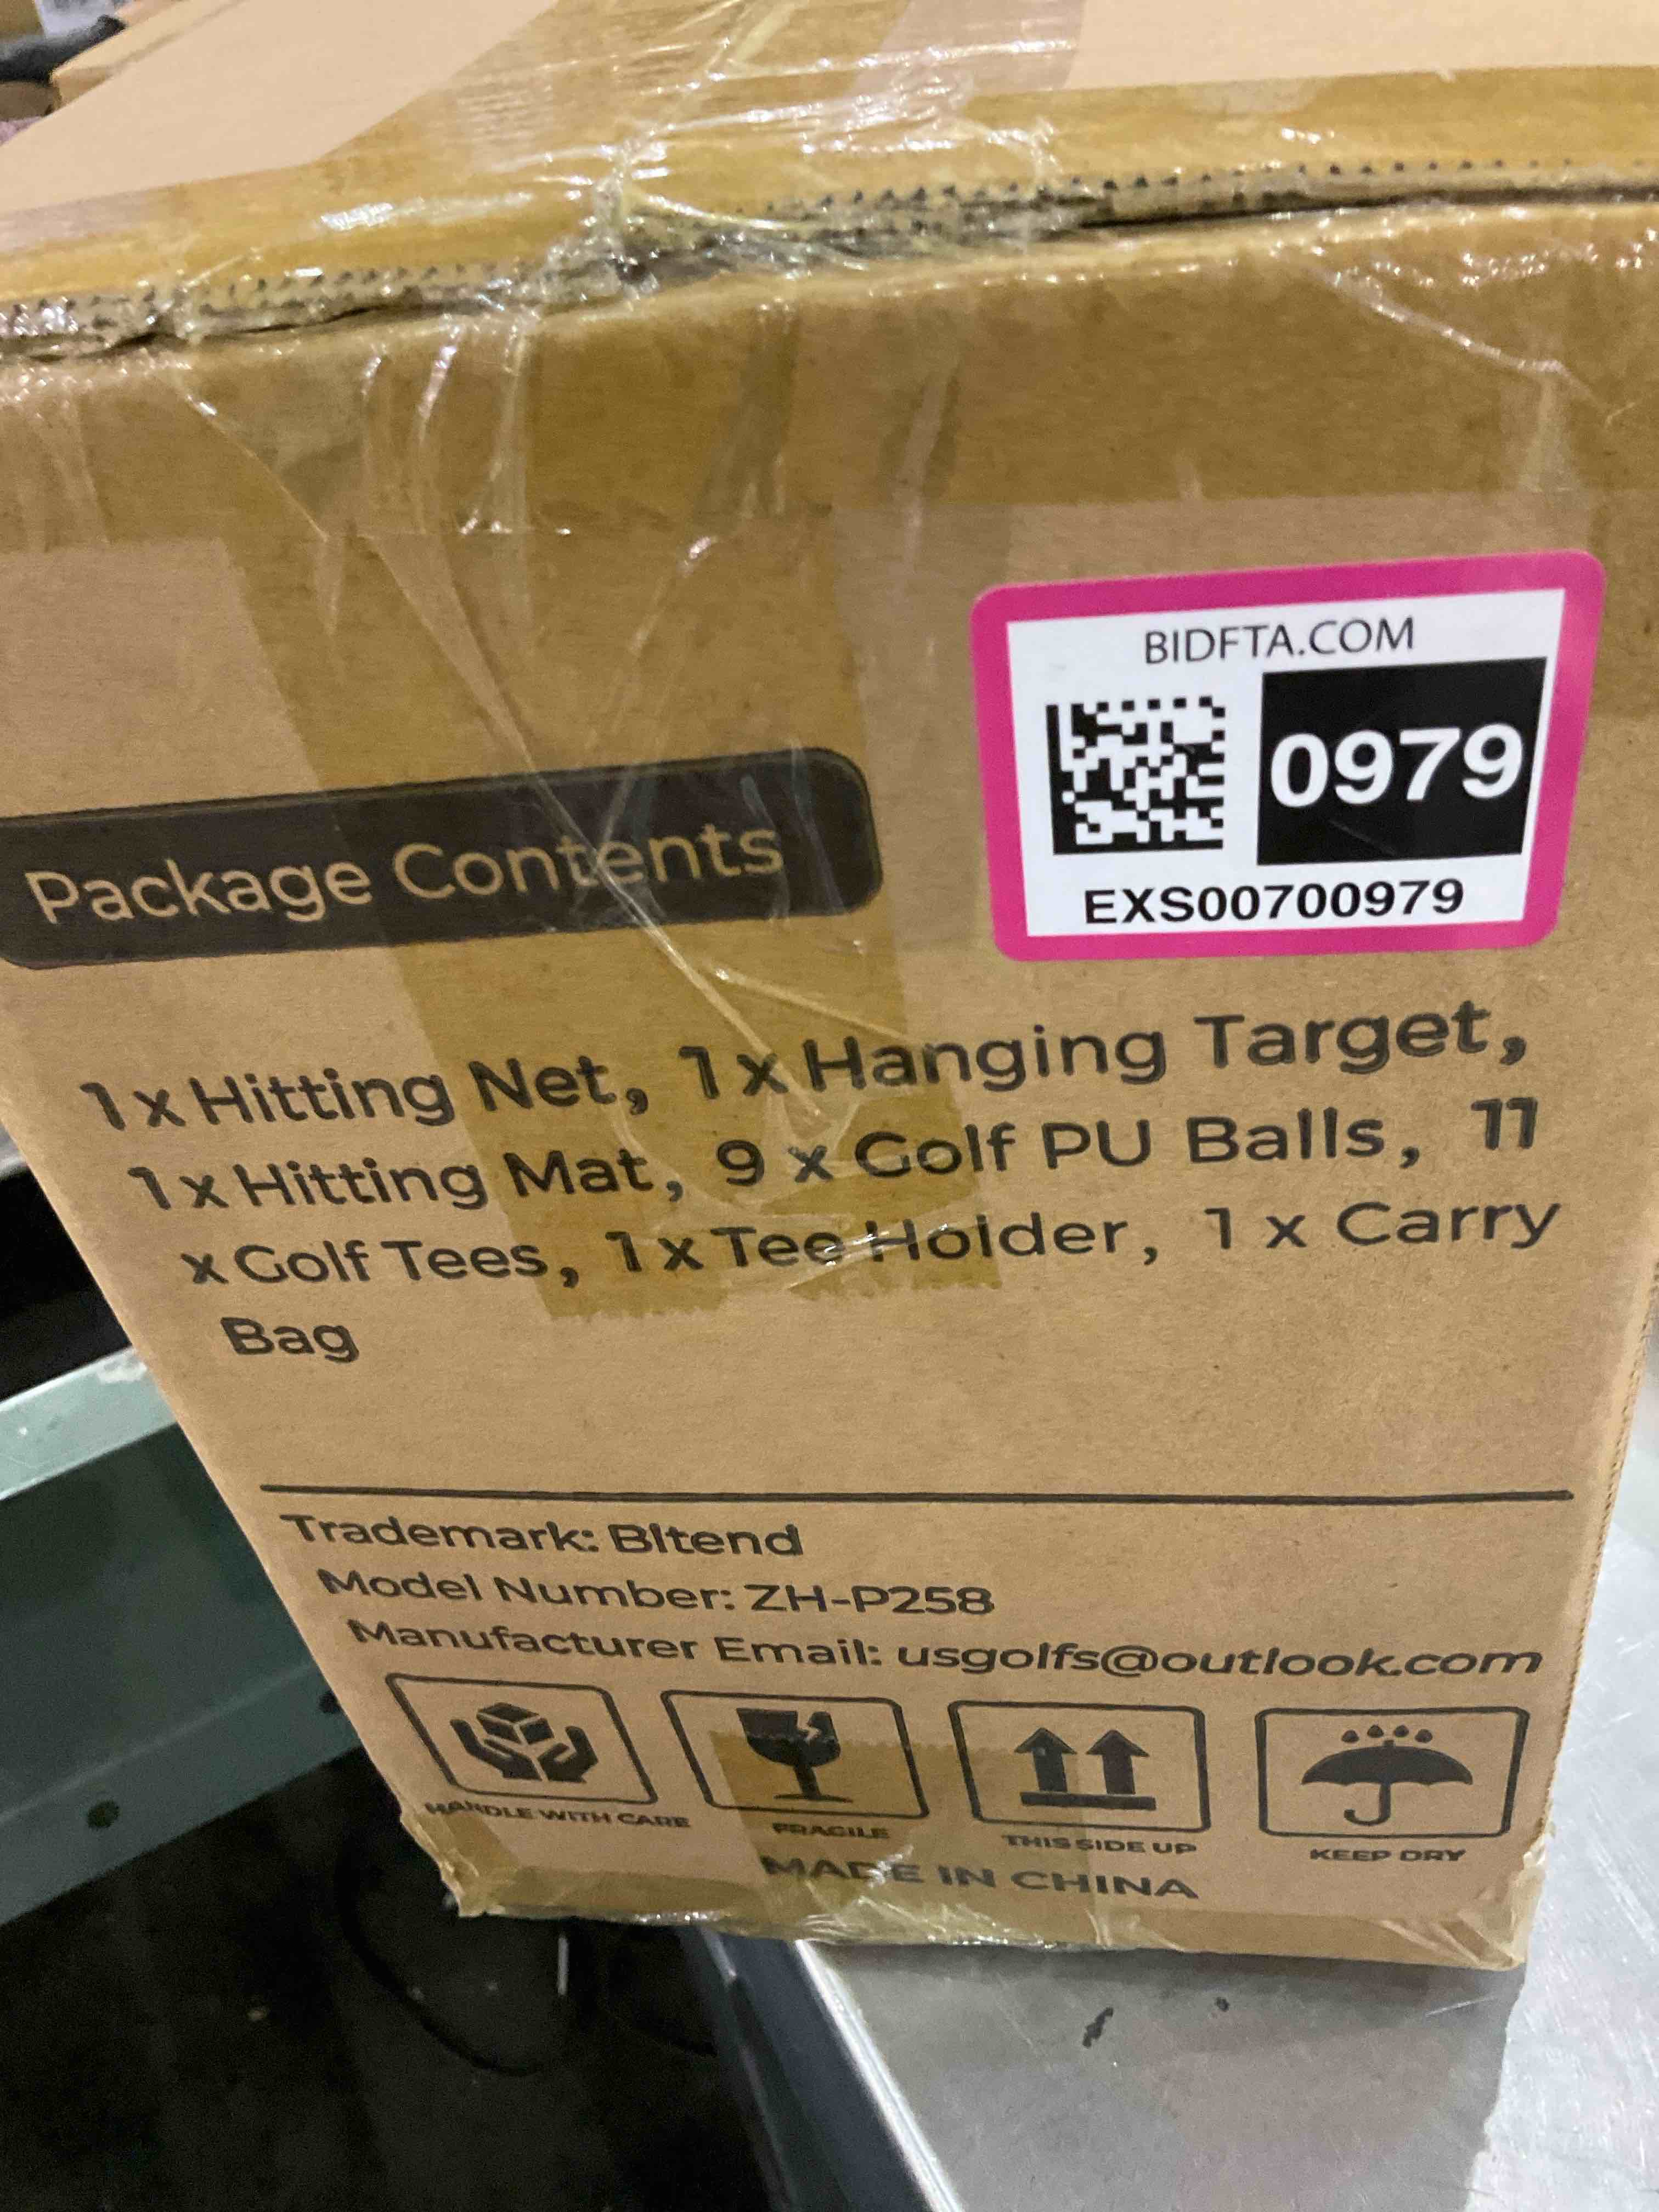 BIDFTA.COM
0979
EXS00700979
Package Contents
1 x Hitting Net, 1 x Hanging Target,
1 x Hitting Mat, 9 x Golf PU Balls, 11
x Golf Tees, 1 x Tee Holder, 1 x Carry
Bag
Trademark: Bltend
Model Number: ZH-P258
Manufacturer Email: usgolfs@outlook.com
HANDLE WITH CARE
FRAGILE
THIS SIDE UP
KEEP DRY
MADE IN CHINA